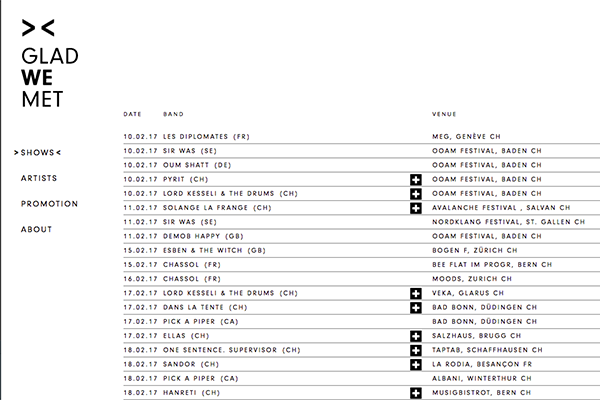 > <
GLAD
WE
MET
DATE BAND VENUE
>SHOWS<
ARTISTS
PROMOTION
ABOUT
10.02.17 LES DIPLOMATES (FR) MEG, GENÈVE CH
10.02.17 SIR WAS (SE) OOAM FESTIVAL, BADEN CH
10.02.17 OUM SHATT (DE) OOAM FESTIVAL, BADEN CH
10.02.17 PYRIT (CH) + OOAM FESTIVAL, BADEN CH
10.02.17 LORD KESSELI & THE DRUMS (CH) + OOAM FESTIVAL, BADEN CH
11.02.17 SOLANGE LA FRANGE (CH) + AVALANCHE FESTIVAL , SALVAN CH
11.02.17 SIR WAS (SE) NORDKLANG FESTIVAL, ST. GALLEN CH
11.02.17 DEMOB HAPPY (GB) OOAM FESTIVAL, BADEN CH
15.02.17 ESBEN & THE WITCH (GB) BOGEN F, ZÜRICH CH
15.02.17 CHASSOL (FR) BEE FLAT IM PROGR, BERN CH
16.02.17 CHASSOL (FR) MOODS, ZURICH CH
17.02.17 LORD KESSELI & THE DRUMS (CH) + VEKA, GLARUS CH
17.02.17 DANS LA TENTE (CH) + BAD BONN, DÜDINGEN CH
17.02.17 PICK A PIPER (CA) BAD BONN, DÜDINGEN CH
17.02.17 ELLAS (CH) + SALZHAUS, BRUGG CH
18.02.17 ONE SENTENCE. SUPERVISOR (CH) + TAPTAB, SCHAFFHAUSEN CH
18.02.17 SANDOR (CH) + LA RODIA, BESANÇON FR
18.02.17 PICK A PIPER (CA) ALBANI, WINTERTHUR CH
18.02.17 HANRETI (CH) + MUSIGBISTROT, BERN CH